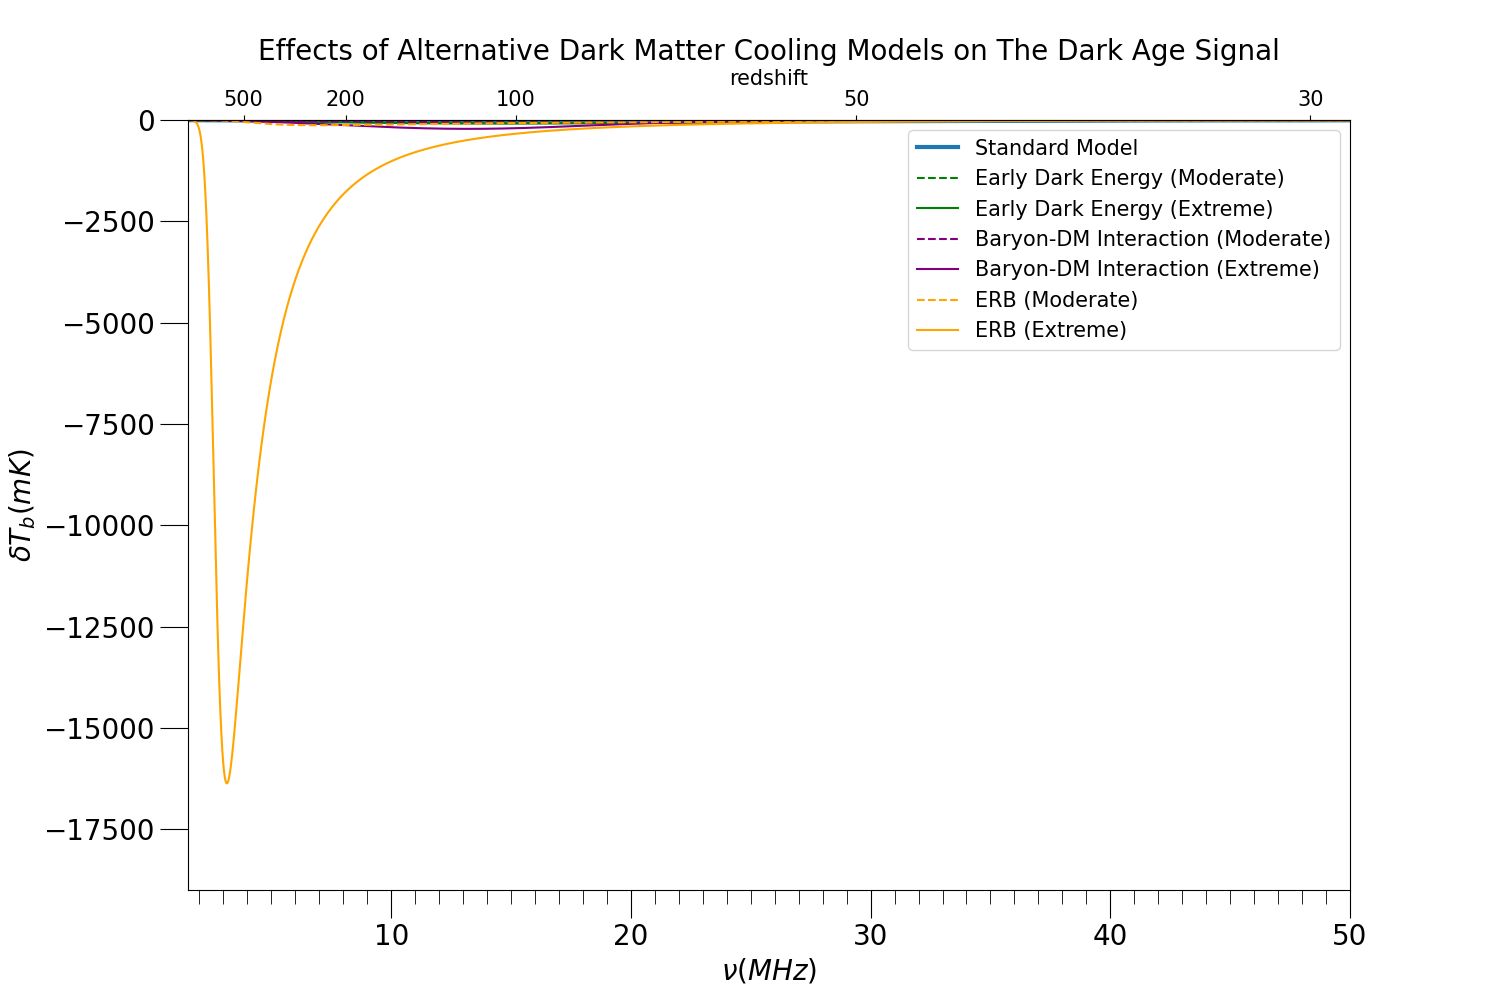 Effects of Alternative Dark Matter Cooling Models on The Dark Age Signal
redshift
500 200 100 50 30
0
−2500
−5000
−7500
−10000
−12500
−15000
−17500
δT_b(mK)
Standard Model
Early Dark Energy (Moderate)
Early Dark Energy (Extreme)
Baryon-DM Interaction (Moderate)
Baryon-DM Interaction (Extreme)
ERB (Moderate)
ERB (Extreme)
10 20 30 40 50
ν(MHz)